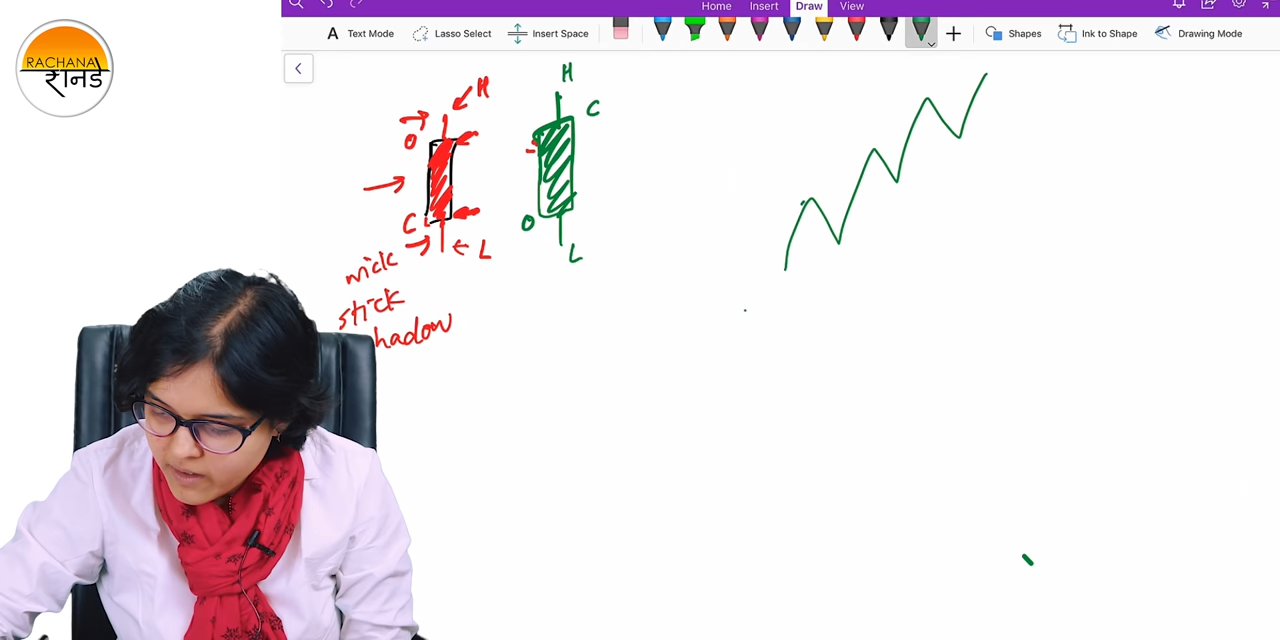 RACHANA
रानडे
Home Insert Draw View
A Text Mode Lasso Select Insert Space Shapes Ink to Shape Drawing Mode
H
O
C
L
wick
stick
hadow
H
C
O
L